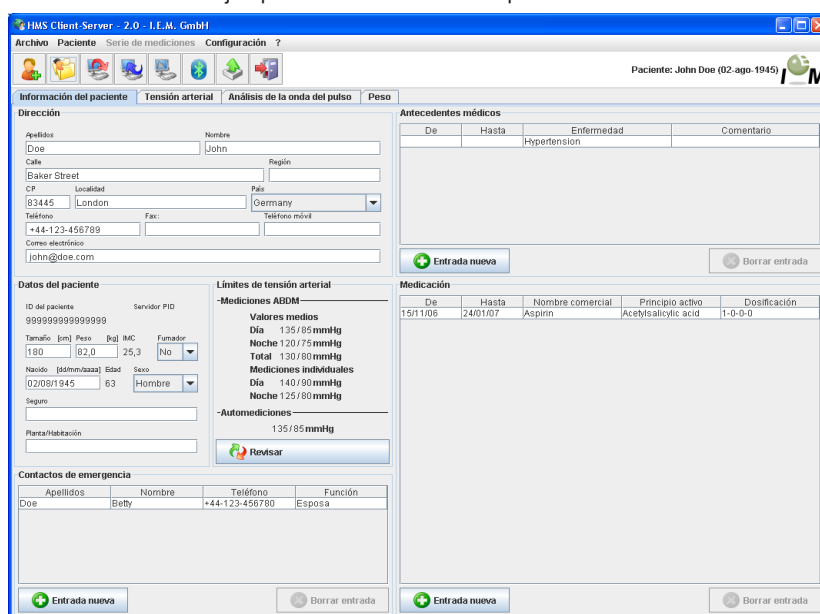 HMS Client-Server - 2.0 - I.E.M. GmbH
Archivo Paciente Serie de mediciones Configuración ?
Paciente: John Doe (02-ago-1945)
Información del paciente Tensión arterial Análisis de la onda del pulso Peso
Dirección
Apellidos Nombre
Doe John
Calle Región
Baker Street
CP Localidad País
83445 London Germany
Teléfono Fax: Teléfono móvil
+44-123-456789
Correo electrónico
john@doe.com
Antecedentes médicos
De Hasta Enfermedad Comentario
Hypertension
Entrada nueva Borrar entrada
Datos del paciente
ID del paciente Servidor PID
999999999999999
Tamaño [cm] Peso [kg] IMC Fumador
180 82,0 25,3 No
Nacido [dd/mm/aaaa] Edad Sexo
02/08/1945 63 Hombre
Seguro
Planta/Habitación
Límites de tensión arterial
-Mediciones ABDM
Valores medios
Día 135/85 mmHg
Noche 120/75 mmHg
Total 130/80 mmHg
Mediciones individuales
Día 140/90 mmHg
Noche 125/80 mmHg
-Automediciones
135/85 mmHg
Revisar
Medicación
De Hasta Nombre comercial Principio activo Dosificación
15/11/06 24/01/07 Aspirin Acetylsalicylic acid 1-0-0-0
Contactos de emergencia
Apellidos Nombre Teléfono Función
Doe Betty +44-123-456780 Esposa
Entrada nueva Borrar entrada
Entrada nueva Borrar entrada